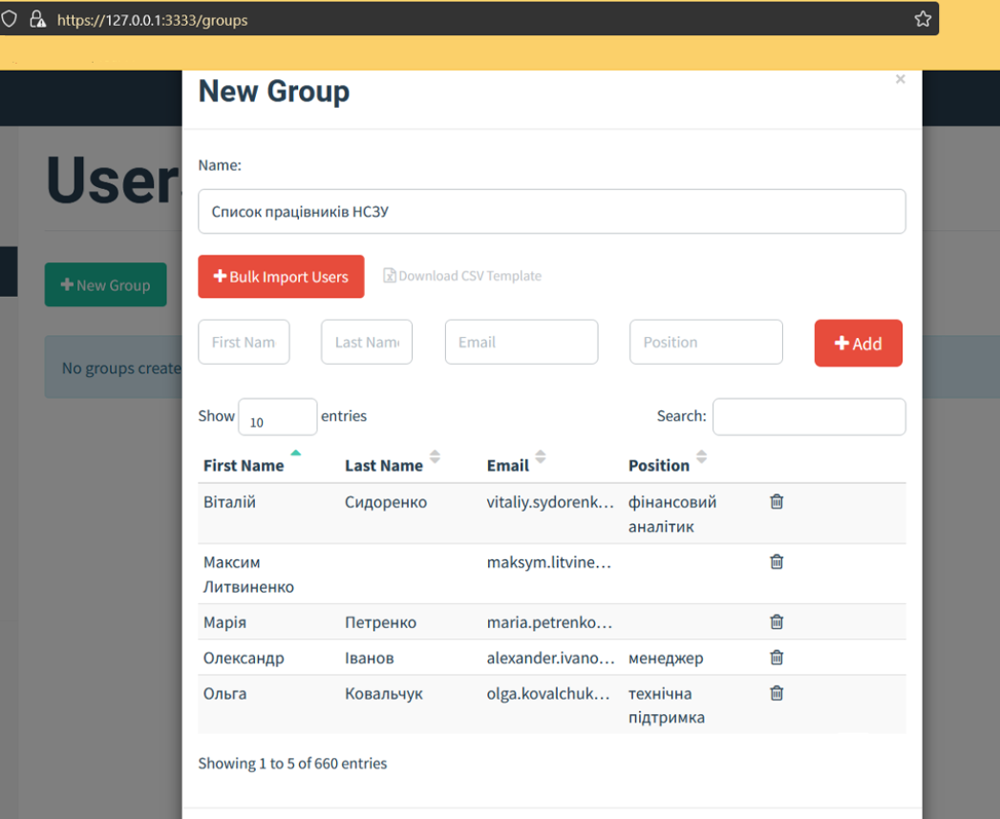 https://127.0.0.1:3333/groups
New Group
×
User
Name:
Список працівників НСЗУ
New Group
Bulk Import Users
Download CSV Template
First Nam
Last Nam
Email
Position
Add
No groups create
Show 10 entries
Search:
First Name Last Name Email Position
Віталій Сидоренко vitaliy.sydorenk... фінансовий
аналітик
Максим maksym.litvine...
Литвиненко
Марія Петренко maria.petrenko...
Олександр Іванов alexander.ivano... менеджер
Ольга Ковальчук olga.kovalchuk... технічна
підтримка
Showing 1 to 5 of 660 entries